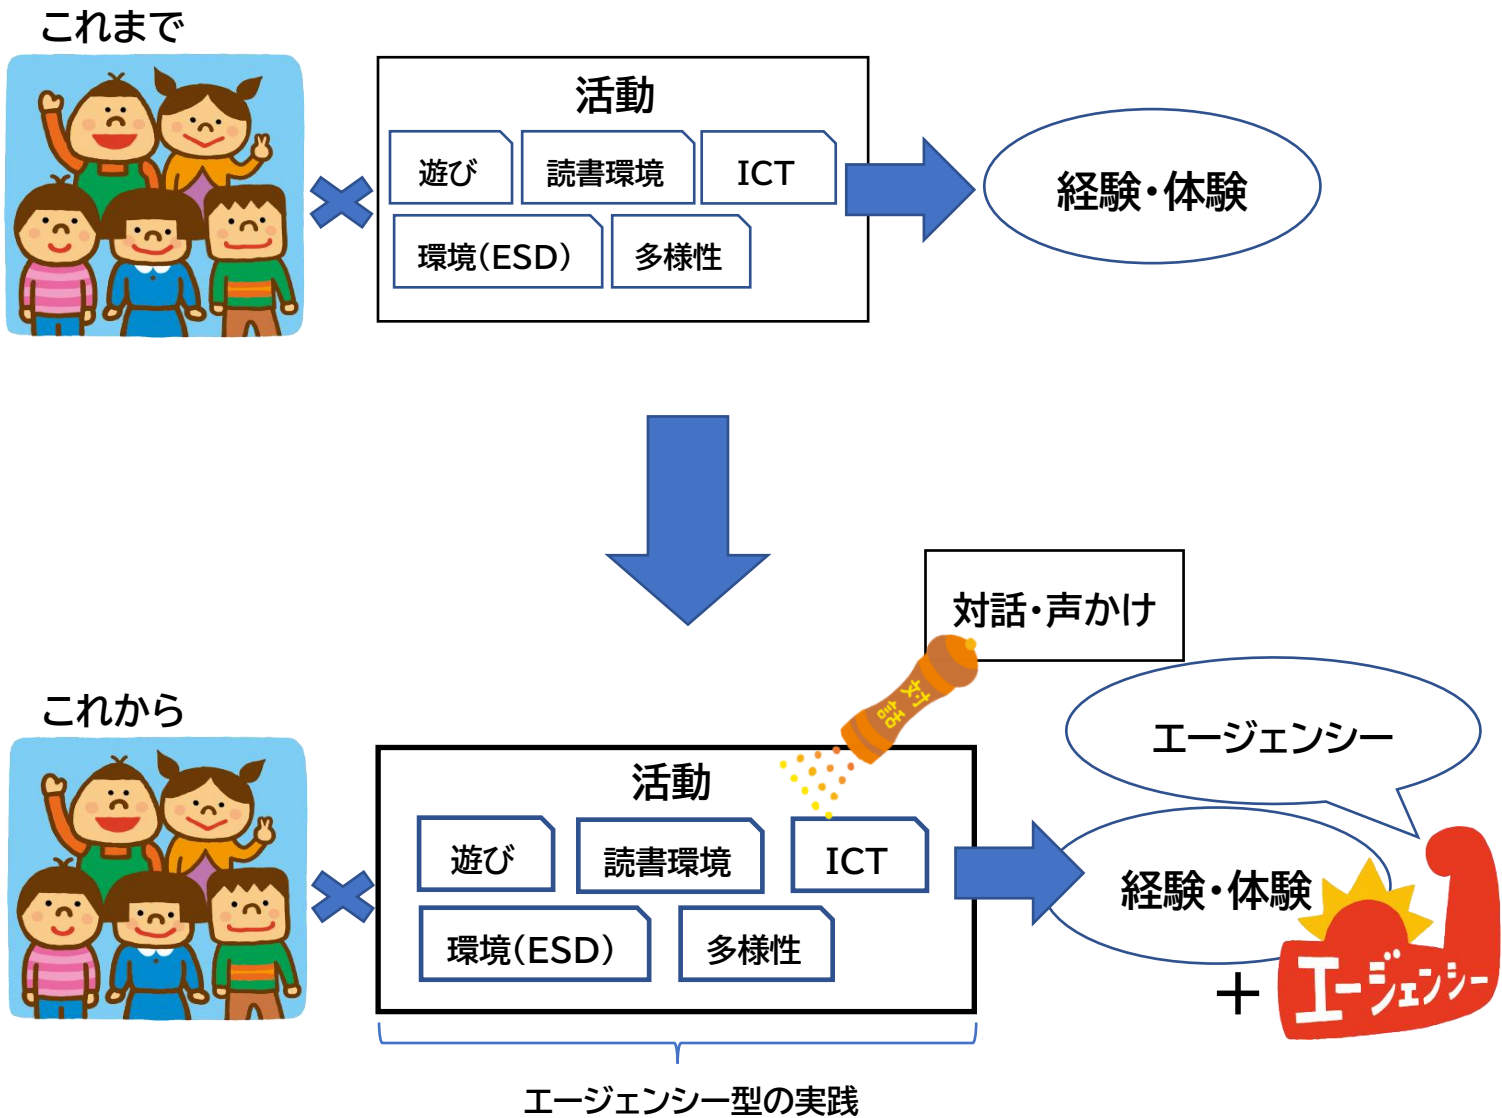 これまで
活動
遊び
読書環境
ICT
環境(ESD)
多様性
経験・体験
対話・声かけ
対話
これから
活動
遊び
読書環境
ICT
環境(ESD)
多様性
エージェンシー
経験・体験
+
エージェンシー
エージェンシー型の実践